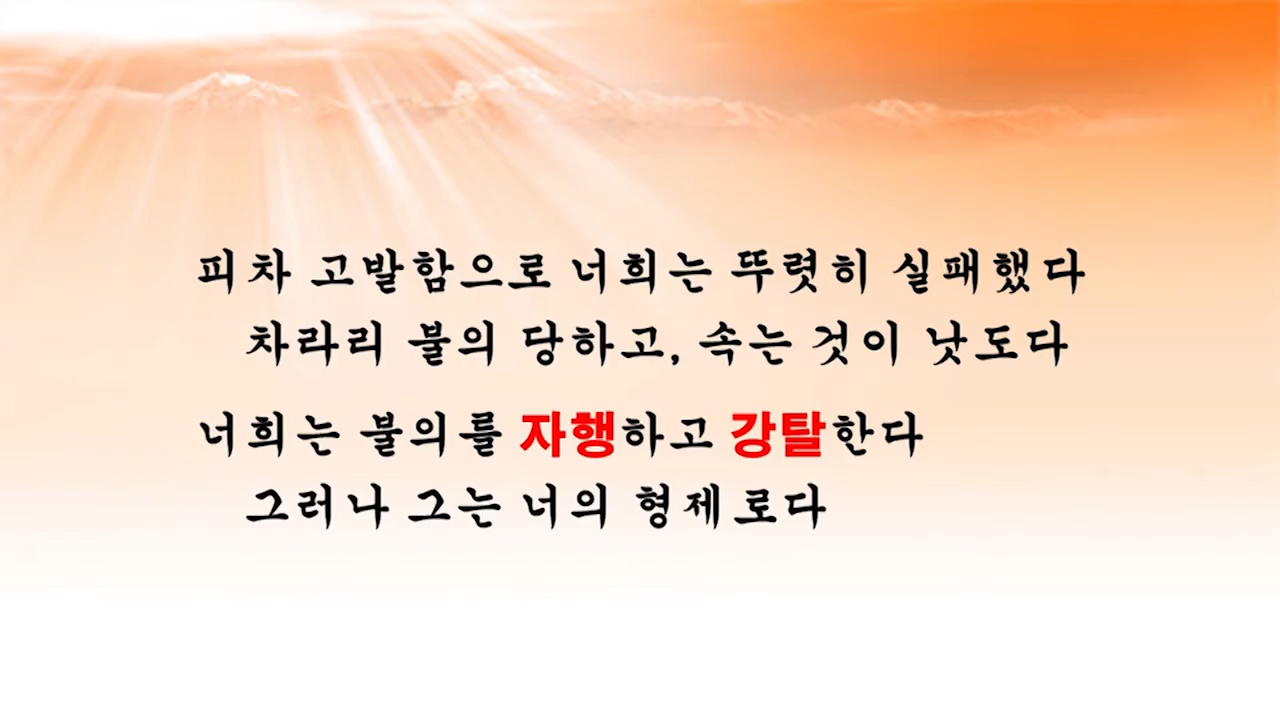 피차 고발함으로 너희는 뚜렷히 실패했다
차라리 불의 당하고, 속는 것이 낫도다
너희는 불의를 자행하고 강탈한다
그러나 그는 너의 형제로다